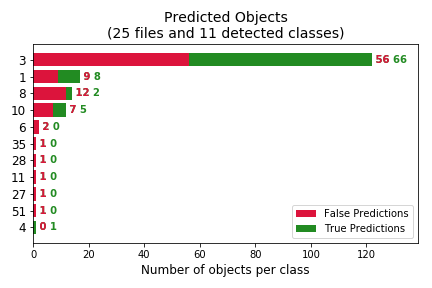 Predicted Objects
(25 files and 11 detected classes)
3 56 66
1 9 8
8 12 2
10 7 5
6 2 0
35 1 0
28 1 0
11 1 0
27 1 0
51 1 0
4 0 1
False Predictions
True Predictions
0 20 40 60 80 100 120
Number of objects per class